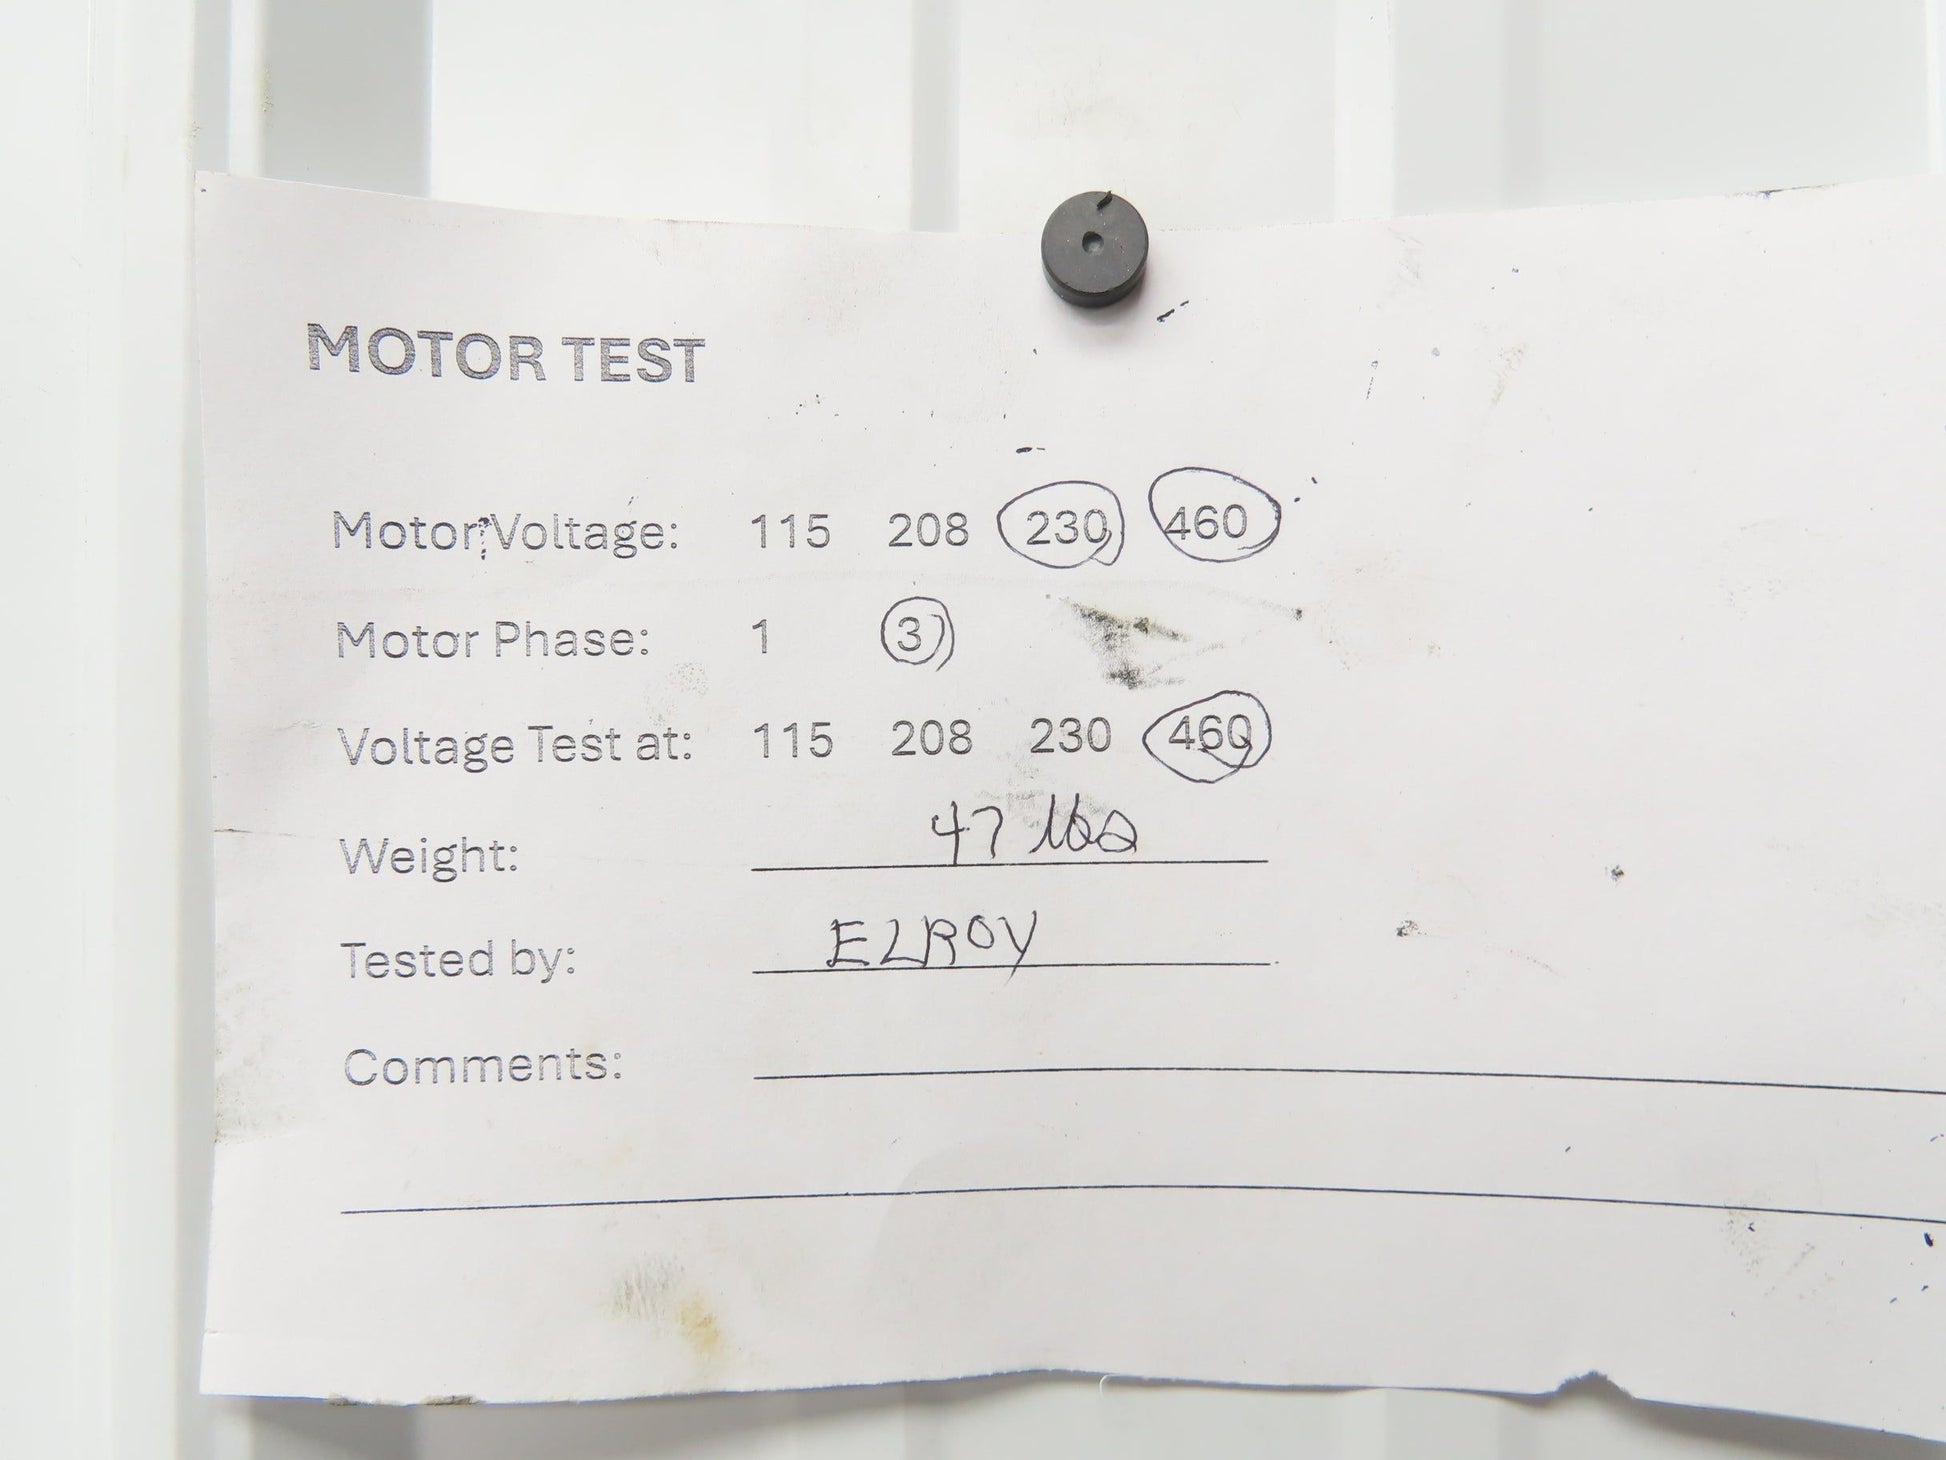 MOTOR TEST
Motor Voltage: 115 208 230 460
Motor Phase: 1 3
Voltage Test at: 115 208 230 460
Weight: 47 lbs
Tested by: ELROY
Comments: